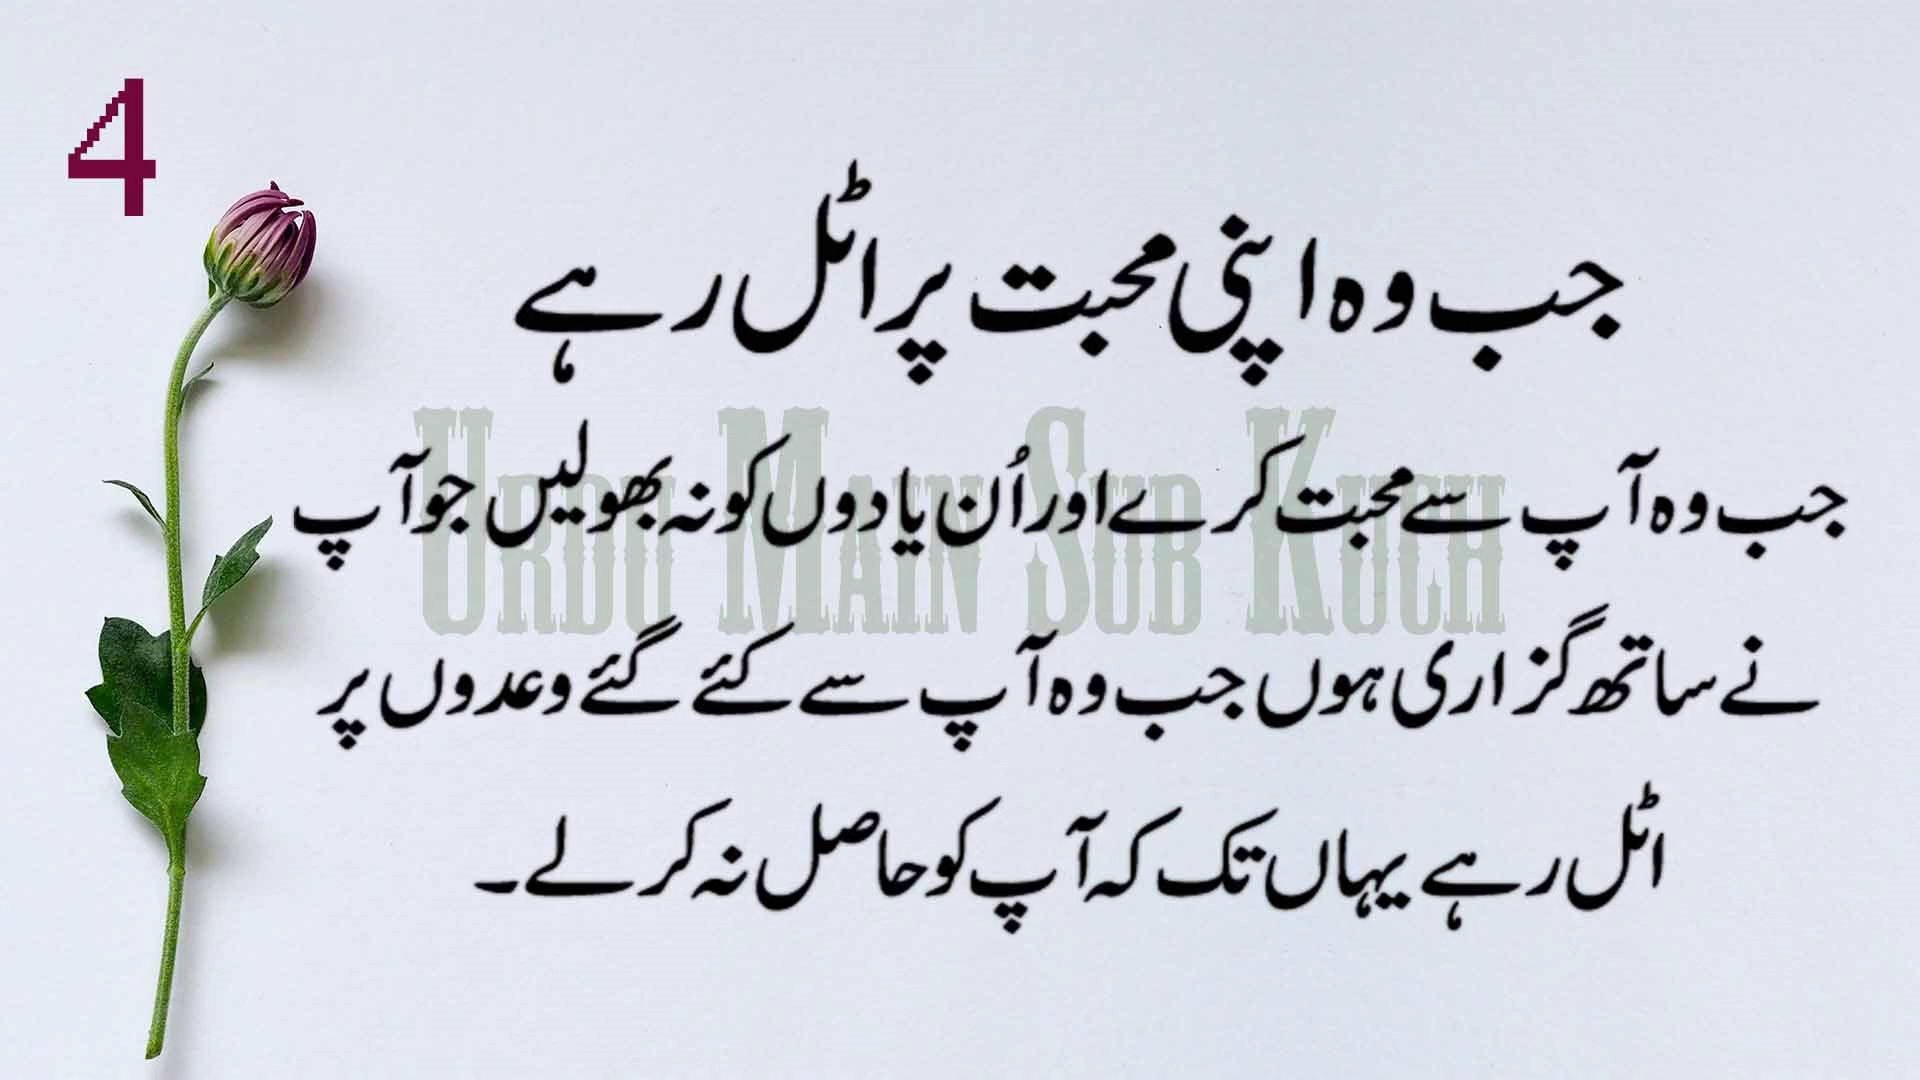 4
جب وہ اپنی محبت پر اٹل رہے
جب وہ آپ سے محبت کرے اور اُن یادوں کو نہ بھولیں جو آپ
نے ساتھ گزاری ہوں جب وہ آپ سے کئے گئے وعدوں پر
اٹل رہے یہاں تک کہ آپ کو حاصل نہ کر لے۔
Urdu Main Sub Kuch